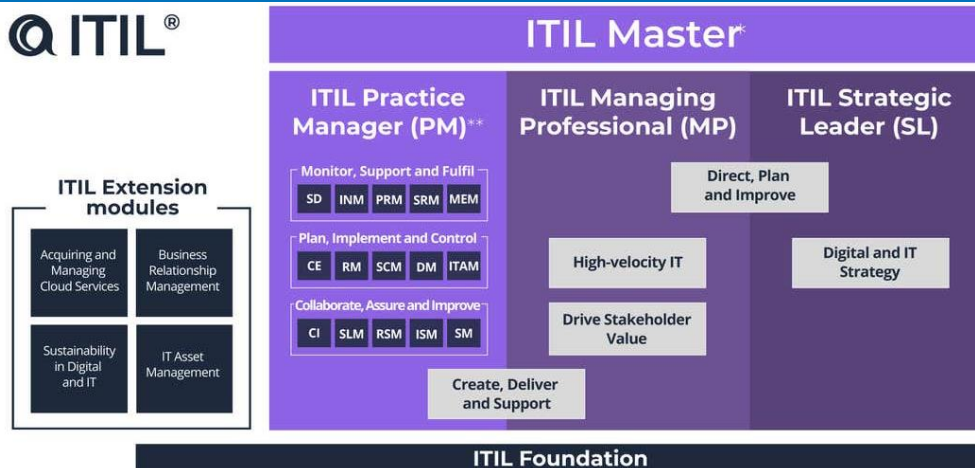 ITIL®
ITIL Master*
ITIL Practice
Manager (PM)**
ITIL Managing
Professional (MP)
ITIL Strategic
Leader (SL)
ITIL Extension
modules
Acquiring and
Managing
Cloud Services
Business
Relationship
Management
Sustainability
in Digital
and IT
IT Asset
Management
Monitor, Support and Fulfil
SD INM PRM SRM MEM
Plan, Implement and Control
CE RM SCM DM ITAM
Collaborate, Assure and Improve
CI SLM RSM ISM SM
Direct, Plan
and Improve
High-velocity IT
Digital and IT
Strategy
Drive Stakeholder
Value
Create, Deliver
and Support
ITIL Foundation